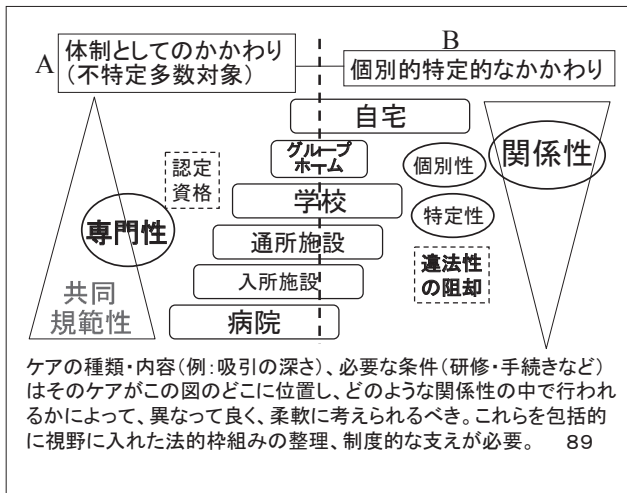 A
体制としてのかかわり
(不特定多数対象)
B
個別的特定的なかかわり
自宅
グループ
ホーム
学校
通所施設
入所施設
病院
認定
資格
専門性
共同
規範性
個別性
特定性
違法性
の阻却
関係性
ケアの種類・内容(例:吸引の深さ)、必要な条件(研修・手続きなど)
はそのケアがこの図のどこに位置し、どのような関係性の中で行われ
るかによって、異なって良く、柔軟に考えられるべき。これらを包括的
に視野に入れた法的枠組みの整理、制度的な支えが必要。 89